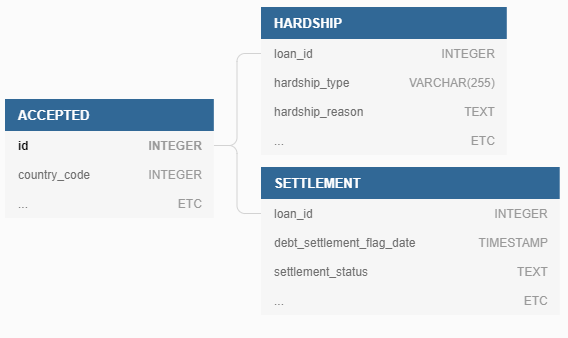 HARDSHIP
loan_id INTEGER
hardship_type VARCHAR(255)
hardship_reason TEXT
... ETC
ACCEPTED
id INTEGER
country_code INTEGER
... ETC
SETTLEMENT
loan_id INTEGER
debt_settlement_flag_date TIMESTAMP
settlement_status TEXT
... ETC